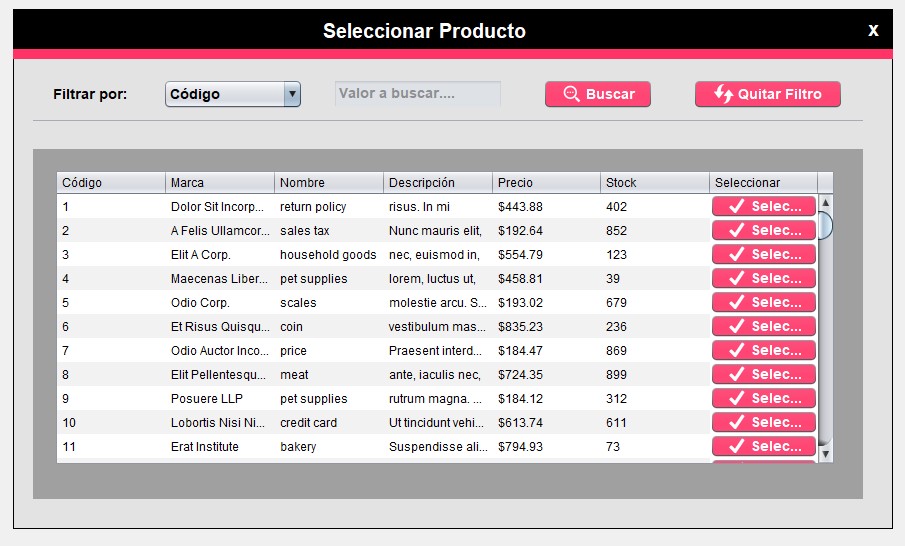 Seleccionar Producto x
Filtrar por: Código Valor a buscar.... Buscar Quitar Filtro
Código Marca Nombre Descripción Precio Stock Seleccionar
1 Dolor Sit Incorp... return policy risus. In mi $443.88 402 Selec...
2 A Felis Ullamcor... sales tax Nunc mauris elit, $192.64 852 Selec...
3 Elit A Corp. household goods nec, euismod in, $554.79 123 Selec...
4 Maecenas Liber... pet supplies lorem, luctus ut, $458.81 39 Selec...
5 Odio Corp. scales molestie arcu. S... $193.02 679 Selec...
6 Et Risus Quisqu... coin vestibulum mas... $835.23 236 Selec...
7 Odio Auctor Inco... price Praesent interd... $184.47 869 Selec...
8 Elit Pellentesqu... meat ante, iaculis nec, $724.35 899 Selec...
9 Posuere LLP pet supplies rutrum magna. ... $184.12 312 Selec...
10 Lobortis Nisi Ni... credit card Ut tincidunt vehi... $613.74 611 Selec...
11 Erat Institute bakery Suspendisse ali... $794.93 73 Selec...